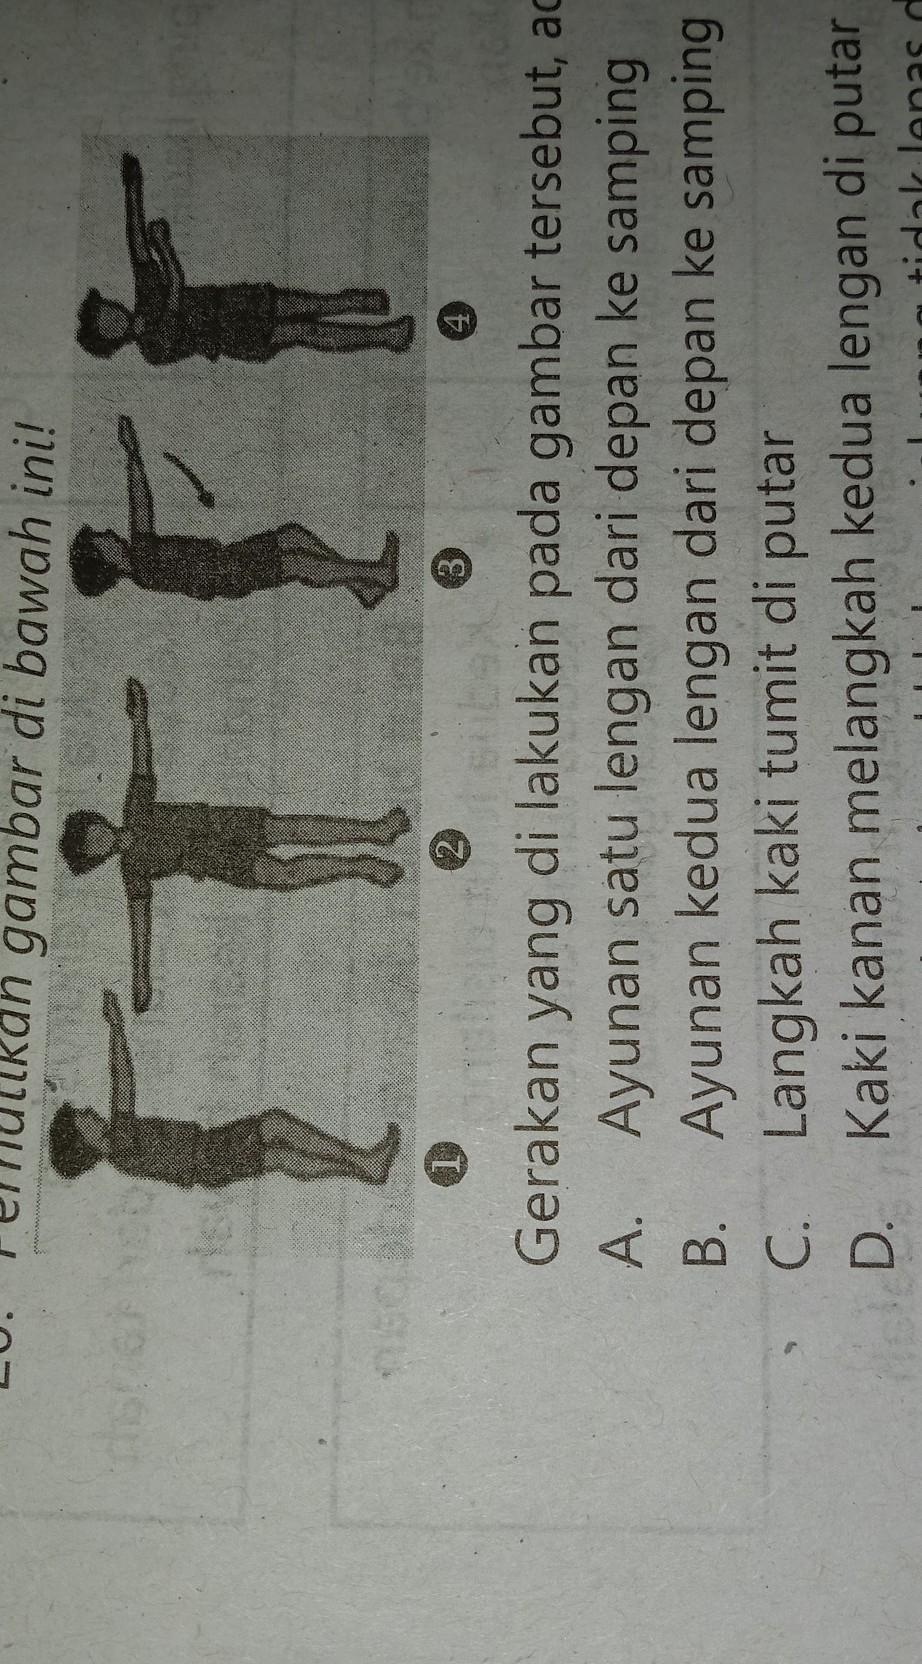 Perhatikan gambar di bawah ini!
1 2 3 4
Gerakan yang di lakukan pada gambar tersebut,
A. Ayunan satu lengan dari depan ke samping
B. Ayunan kedua lengan dari depan ke samping
C. Langkah kaki tumit di putar
D. Kaki kanan melangkah kedua lengan di putar